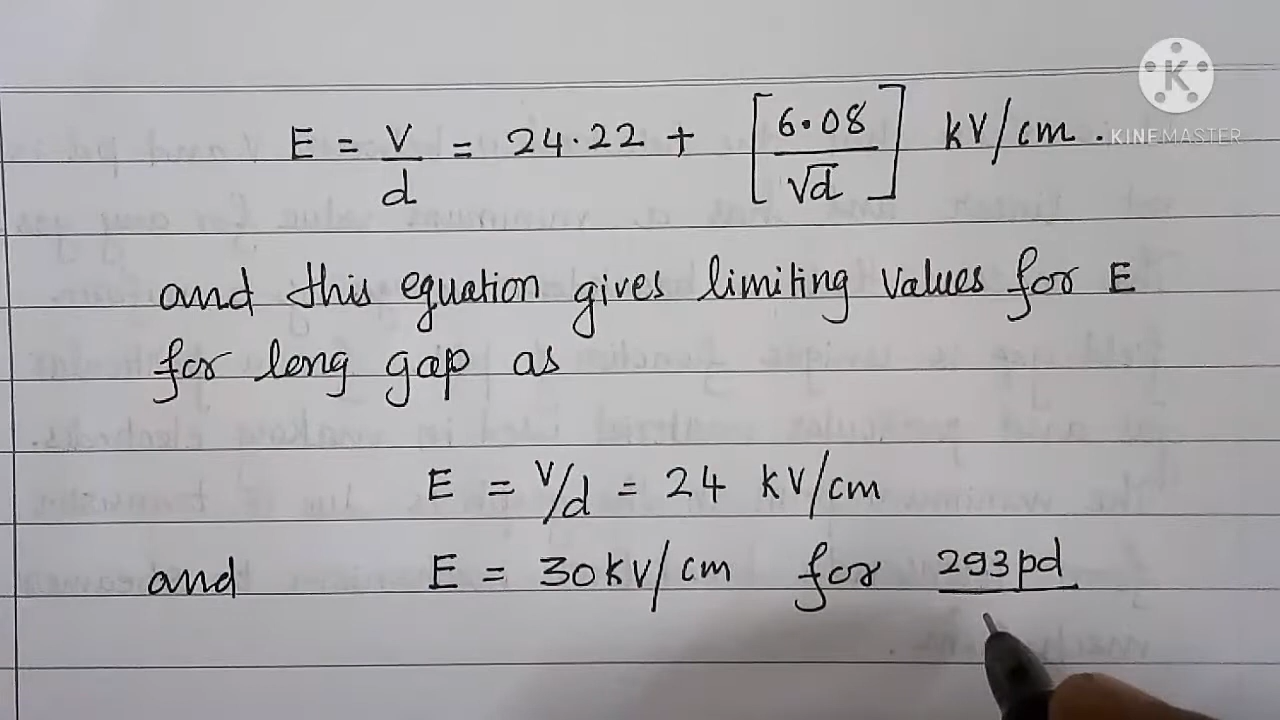 E = V/d = 24.22 + [6.08/√d] kV/cm.
and this equation gives limiting values for E
for long gap as
E = V/d = 24 kV/cm
and E = 30kV/cm for 293pd
K
KINEMASTER